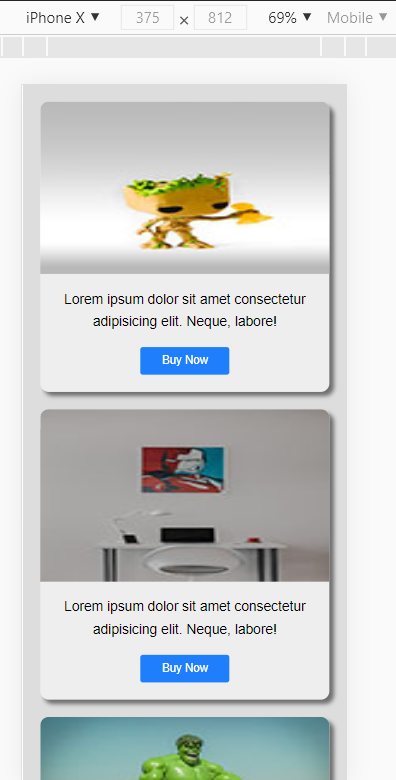 iPhone X ▼ 375 × 812 69% ▼ Mobile ▼
Lorem ipsum dolor sit amet consectetur
adipisicing elit. Neque, labore!
Buy Now
Lorem ipsum dolor sit amet consectetur
adipisicing elit. Neque, labore!
Buy Now